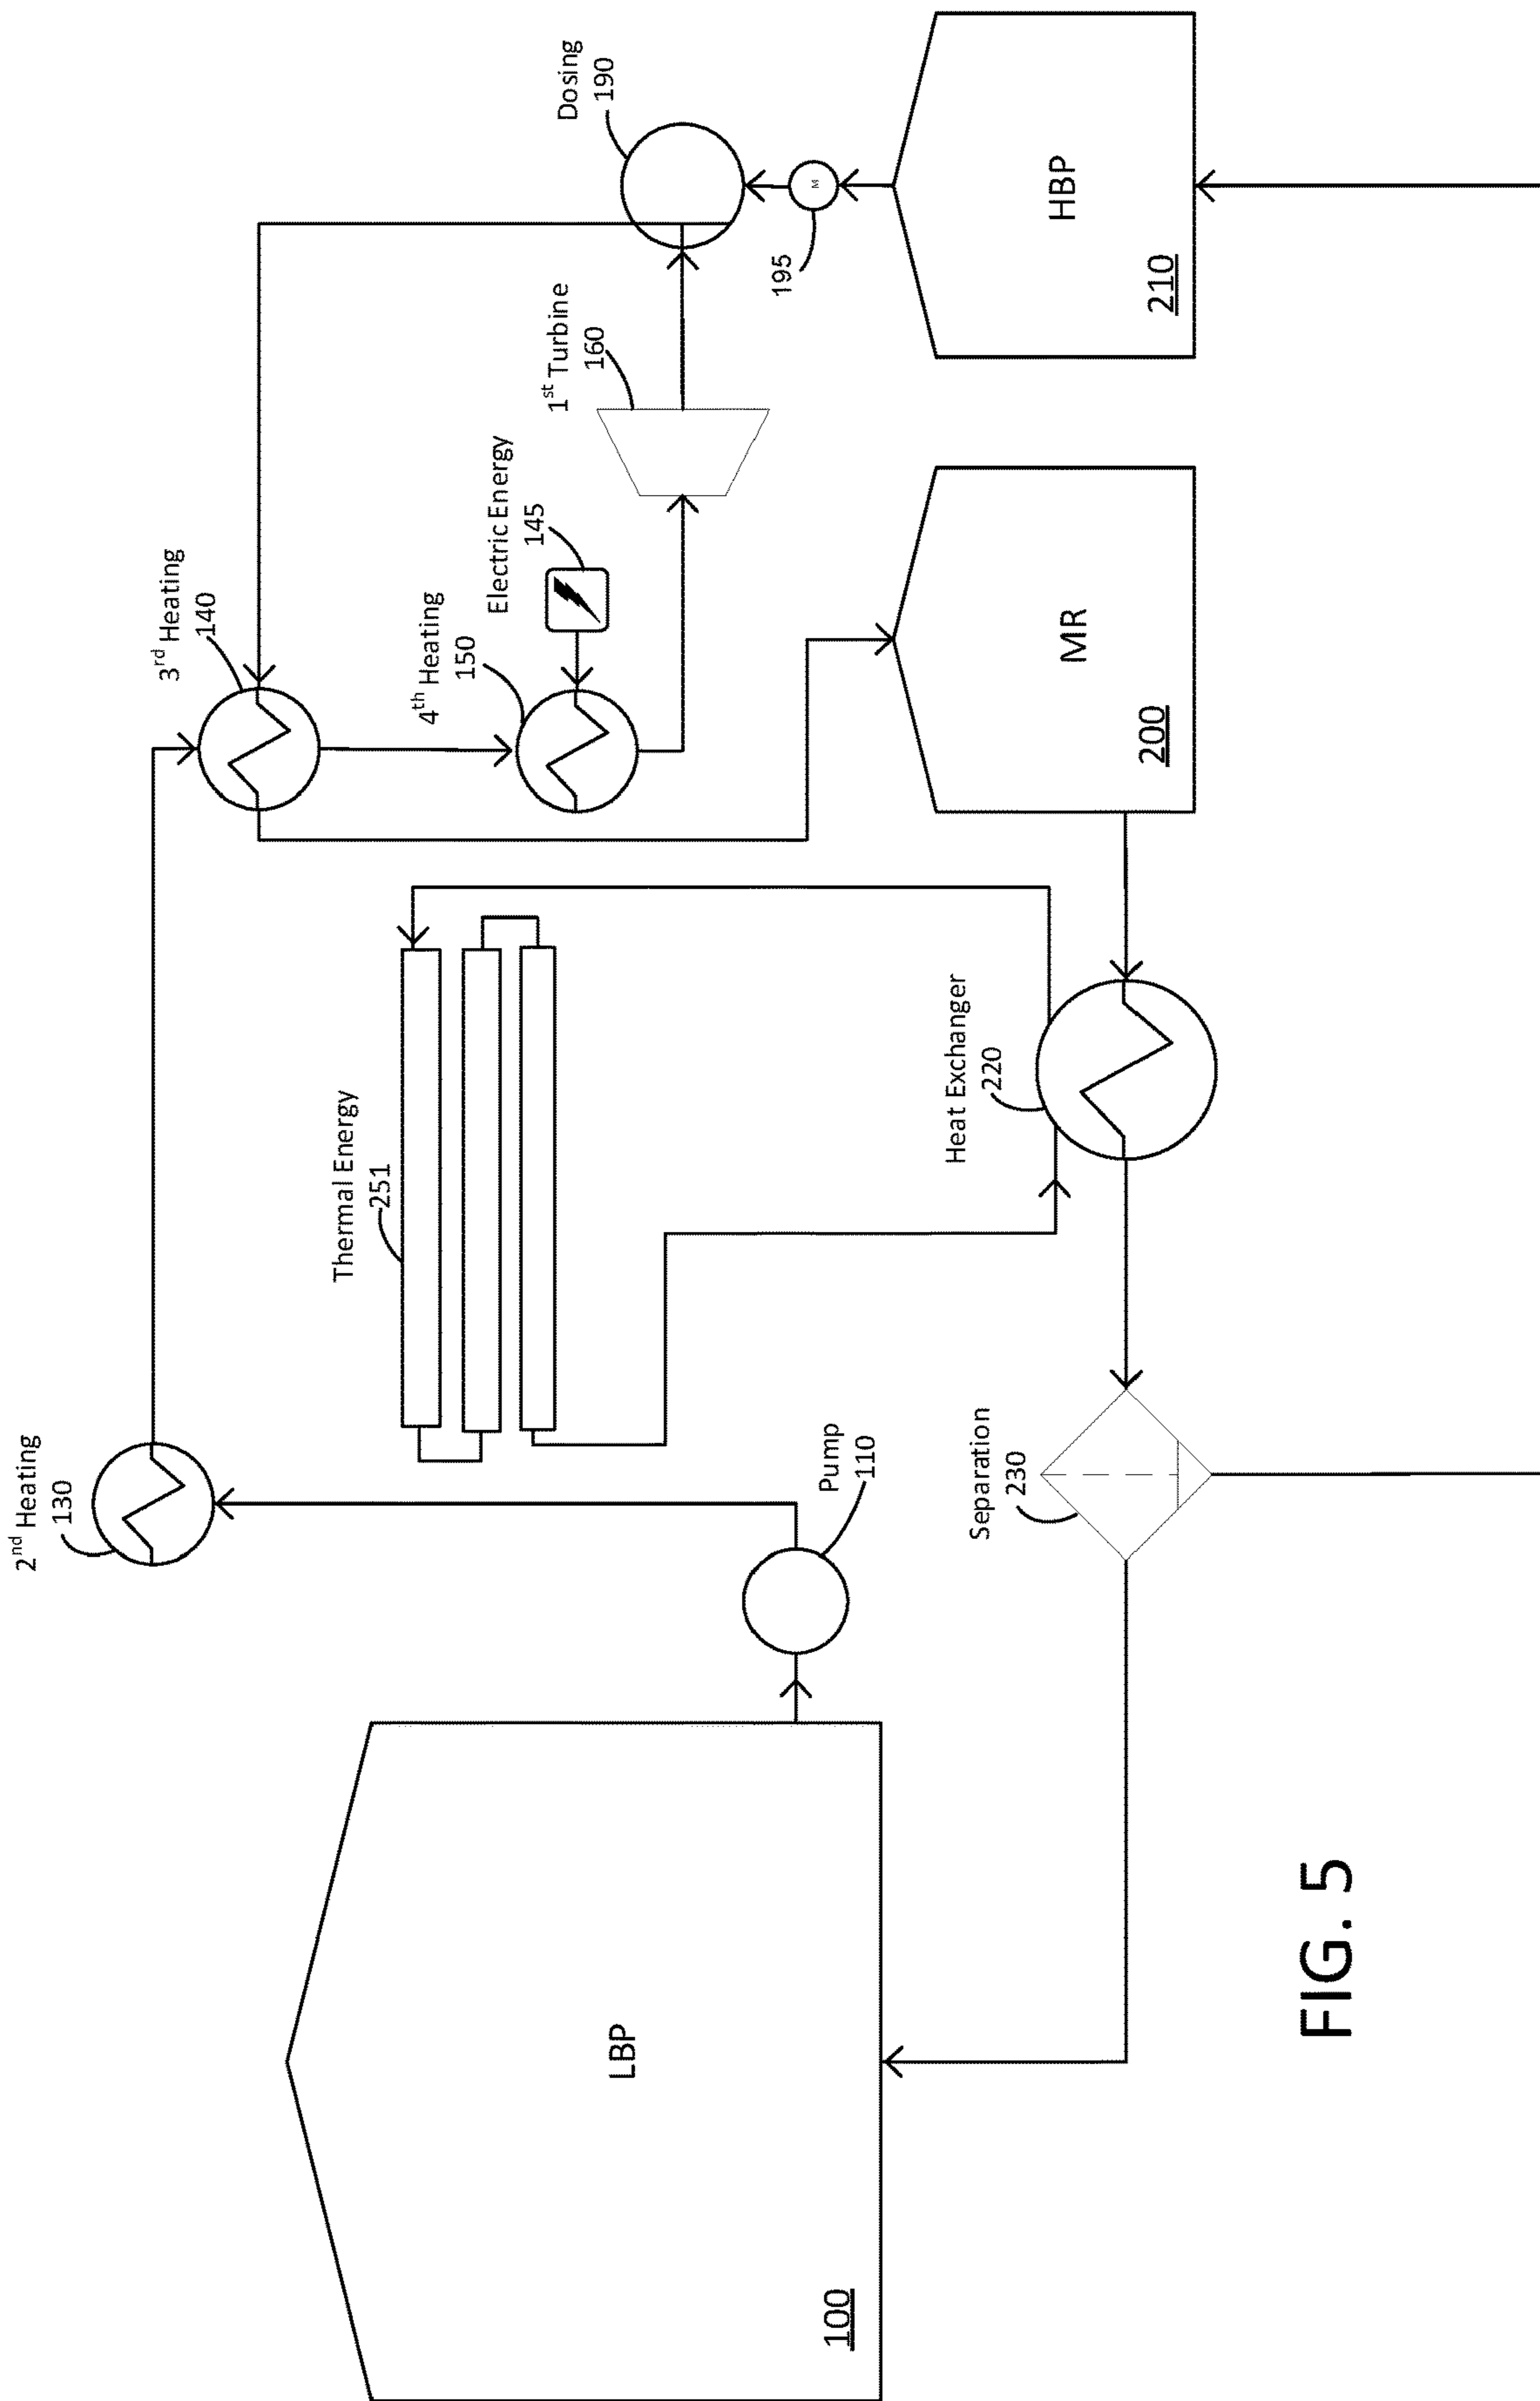 2nd Heating
130
3rd Heating
140
4th Heating
150
Electric Energy
145
1st Turbine
160
Dosing
190
M
195
HBP
210
MR
200
Thermal Energy
251
Heat Exchanger
220
Pump
110
Separation
230
LBP
100
FIG. 5